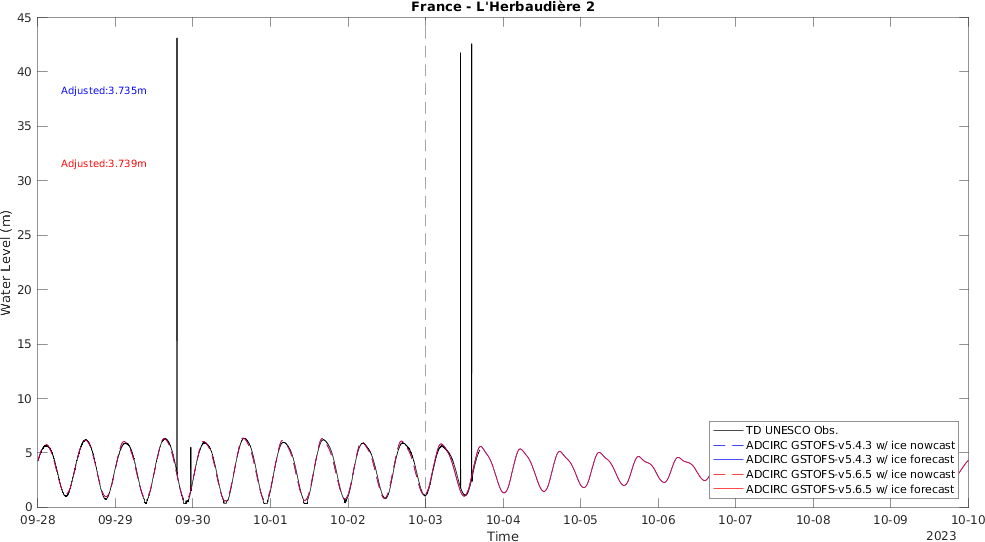 France - L'Herbaudière 2
45
40
35
30
25
20
15
10
5
0
Water Level (m)
Adjusted:3.735m
Adjusted:3.739m
TD UNESCO Obs.
ADCIRC GSTOFS-v5.4.3 w/ ice nowcast
ADCIRC GSTOFS-v5.4.3 w/ ice forecast
ADCIRC GSTOFS-v5.6.5 w/ ice nowcast
ADCIRC GSTOFS-v5.6.5 w/ ice forecast
09-28 09-29 09-30 10-01 10-02 10-03 10-04 10-05 10-06 10-07 10-08 10-09 10-10
Time
2023